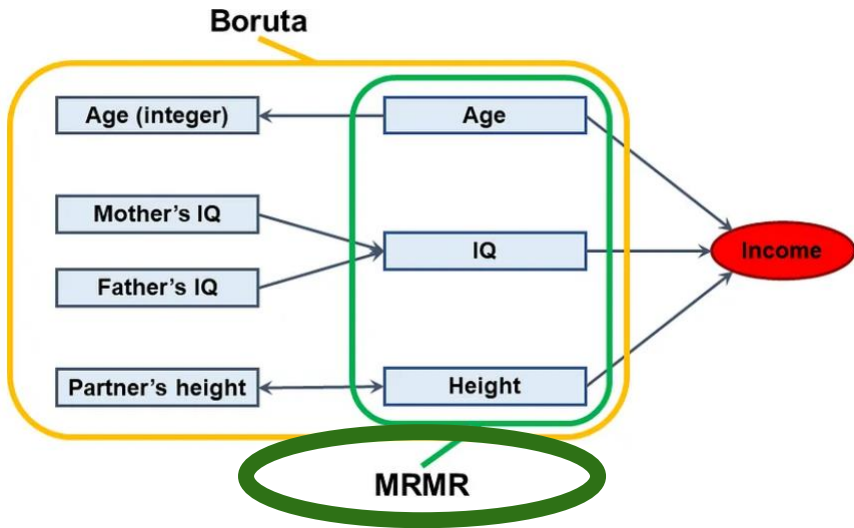 Boruta
Age (integer)
Age
Mother's IQ
IQ
Father's IQ
Income
Partner's height
Height
MRMR